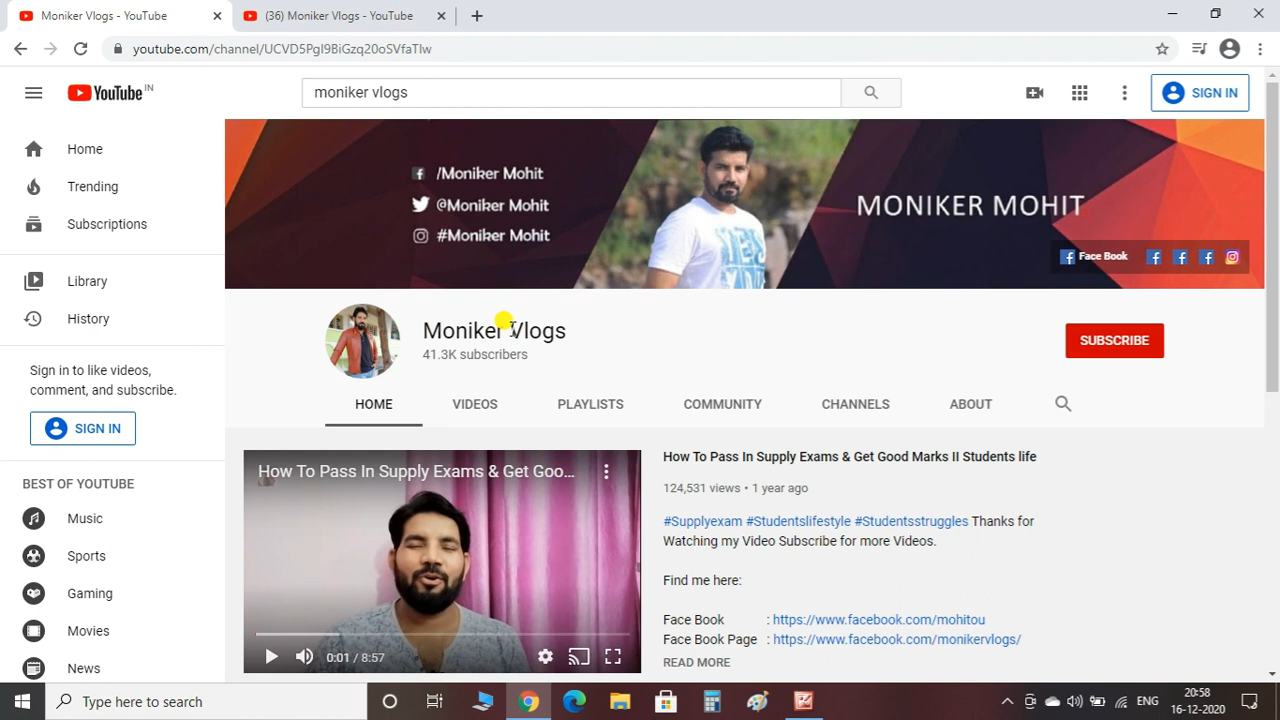 Moniker Vlogs - YouTube
(36) Moniker Vlogs - YouTube
youtube.com/channel/UCVD5PgI9BiGzq20oSVfaTIw
YouTube IN
moniker vlogs
SIGN IN
Home
Trending
Subscriptions
Library
History
Sign in to like videos,
comment, and subscribe.
SIGN IN
BEST OF YOUTUBE
Music
Sports
Gaming
Movies
News
/Moniker Mohit
@Moniker Mohit
#Moniker Mohit
MONIKER MOHIT
Face Book
Moniker Vlogs
41.3K subscribers
SUBSCRIBE
HOME
VIDEOS
PLAYLISTS
COMMUNITY
CHANNELS
ABOUT
How To Pass In Supply Exams & Get Goo...
0:01 / 8:57
How To Pass In Supply Exams & Get Good Marks II Students life
124,531 views • 1 year ago
#Supplyexam #Studentslifestyle #Studentsstruggles Thanks for
Watching my Video Subscribe for more Videos.
Find me here:
Face Book : https://www.facebook.com/mohitou
Face Book Page : https://www.facebook.com/monikervlogs/
READ MORE
Type here to search
ENG
20:58
16-12-2020